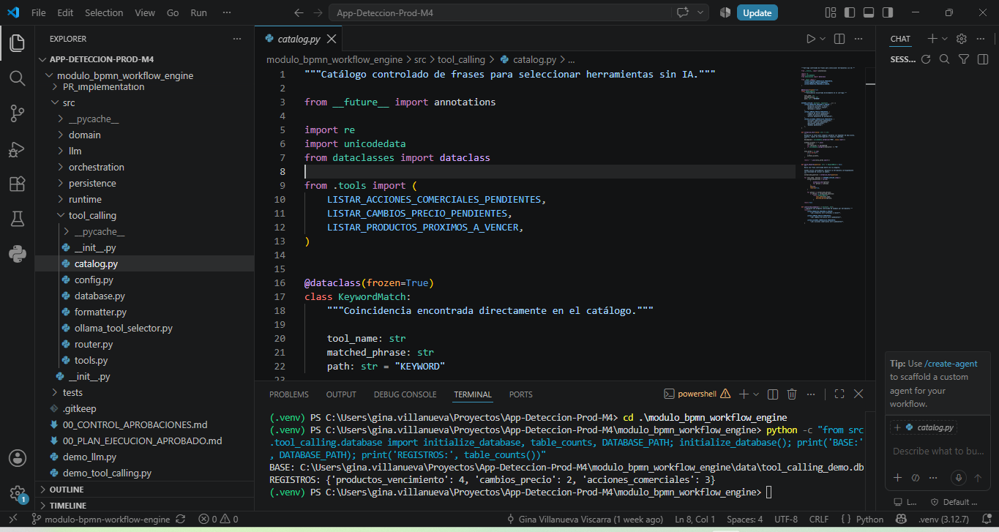 File Edit Selection View Go Run ··· App-Deteccion-Prod-M4 Update
EXPLORER ···
APP-DETECCION-PROD-M4
modulo_bpmn_workflow_engine
PR_implementation
src
__pycache__
domain
llm
orchestration
persistence
runtime
tool_calling
__pycache__
__init__.py
catalog.py
config.py
database.py
formatter.py
ollama_tool_selector.py
router.py
tools.py
__init__.py
tests
.gitkeep
00_CONTROL_APROBACIONES.md
00_PLAN_EJECUCION_APROBADO.md
demo_llm.py
demo_tool_calling.py
OUTLINE
TIMELINE
catalog.py
modulo_bpmn_workflow_engine > src > tool_calling > catalog.py > ...
1 """Catálogo controlado de frases para seleccionar herramientas sin IA."""
2
3 from __future__ import annotations
4
5 import re
6 import unicodedata
7 from dataclasses import dataclass
8
9 from .tools import (
10 LISTAR_ACCIONES_COMERCIALES_PENDIENTES,
11 LISTAR_CAMBIOS_PRECIO_PENDIENTES,
12 LISTAR_PRODUCTOS_PROXIMOS_A_VENCER,
13 )
14
15
16 @dataclass(frozen=True)
17 class KeywordMatch:
18 """Coincidencia encontrada directamente en el catálogo."""
19
20 tool_name: str
21 matched_phrase: str
22 path: str = "KEYWORD"
23
PROBLEMS OUTPUT DEBUG CONSOLE TERMINAL PORTS powershell
(.venv) PS C:\Users\gina.villanueva\Proyectos\App-Deteccion-Prod-M4> cd .\modulo_bpmn_workflow_engine
(.venv) PS C:\Users\gina.villanueva\Proyectos\App-Deteccion-Prod-M4\modulo_bpmn_workflow_engine> python -c "from src
.tool_calling.database import initialize_database, table_counts, DATABASE_PATH; initialize_database(); print('BASE:'
, DATABASE_PATH); print('REGISTROS:', table_counts())"
BASE: C:\Users\gina.villanueva\Proyectos\App-Deteccion-Prod-M4\modulo_bpmn_workflow_engine\data\tool_calling_demo.db
REGISTROS: {'productos_vencimiento': 4, 'cambios_precio': 2, 'acciones_comerciales': 3}
(.venv) PS C:\Users\gina.villanueva\Proyectos\App-Deteccion-Prod-M4\modulo_bpmn_workflow_engine>
CHAT
SESS...
Tip: Use /create-agent
to scaffold a custom
agent for your
workflow.
catalog.py
Describe what to bu...
L... Default ...
1
modulo-bpmn-workflow-engine 0 0 Gina Villanueva Viscarra (1 week ago) Ln 8, Col 1 Spaces: 4 UTF-8 CRLF { } Python .venv (3.12.7)